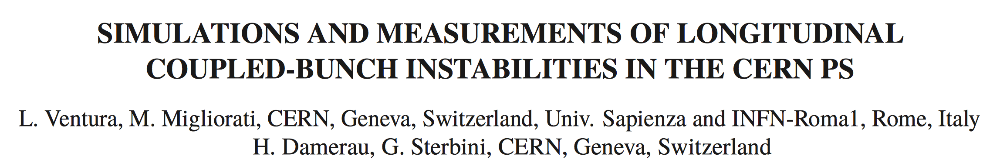 SIMULATIONS AND MEASUREMENTS OF LONGITUDINAL
COUPLED-BUNCH INSTABILITIES IN THE CERN PS
L. Ventura, M. Migliorati, CERN, Geneva, Switzerland, Univ. Sapienza and INFN-Roma1, Rome, Italy
H. Damerau, G. Sterbini, CERN, Geneva, Switzerland